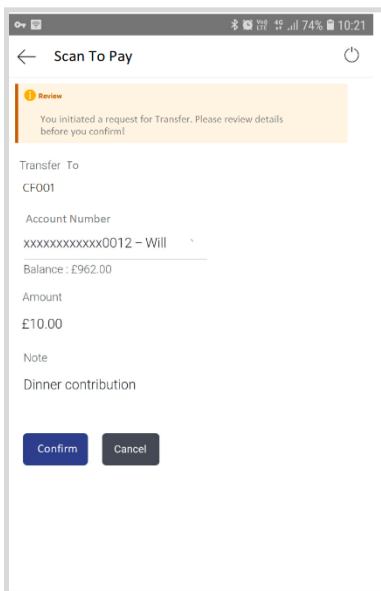 74% 10:21
Scan To Pay
Review
You initiated a request for Transfer. Please review details
before you confirm!
Transfer To
CF001
Account Number
xxxxxxxxxxxx0012 – Will
Balance : £962.00
Amount
£10.00
Note
Dinner contribution
Confirm Cancel